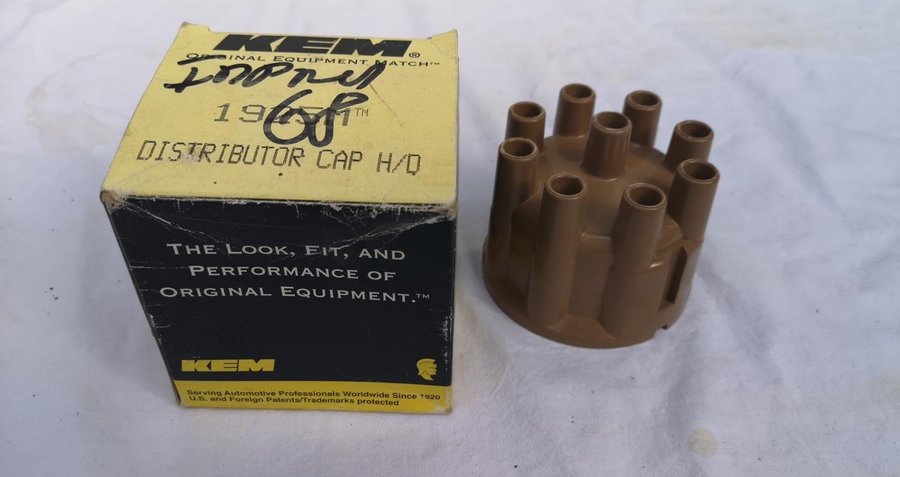 KEM®
ORIGINAL EQUIPMENT MATCH™
68
DISTRIBUTOR CAP H/D
THE LOOK, FIT, AND
PERFORMANCE OF
ORIGINAL EQUIPMENT.™
KEM
Serving Automotive Professionals Worldwide Since 1920
U.S. and Foreign Patents/Trademarks protected